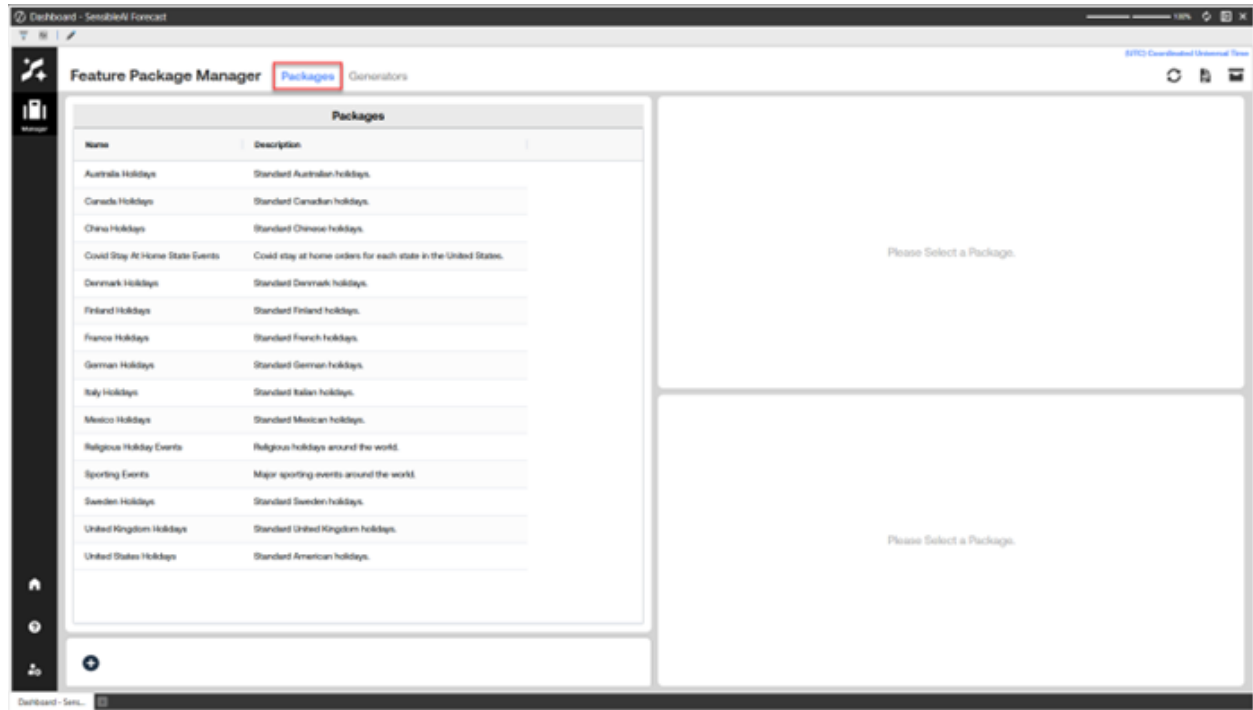 Dashboard - SensibleAI Forecast
100%
(UTC) Coordinated Universal Time
Feature Package Manager Packages Generators
Manager
Packages
Name Description
Australia Holidays Standard Australian holidays.
Canada Holidays Standard Canadian holidays.
China Holidays Standard Chinese holidays.
Covid Stay At Home State Events Covid stay at home orders for each state in the United States.
Denmark Holidays Standard Denmark holidays.
Finland Holidays Standard Finland holidays.
France Holidays Standard French holidays.
German Holidays Standard German holidays.
Italy Holidays Standard Italian holidays.
Mexico Holidays Standard Mexican holidays.
Religious Holiday Events Religious holidays around the world.
Sporting Events Major sporting events around the world.
Sweden Holidays Standard Sweden holidays.
United Kingdom Holidays Standard United Kingdom holidays.
United States Holidays Standard American holidays.
Please Select a Package.
Please Select a Package.
Dashboard - Sens...